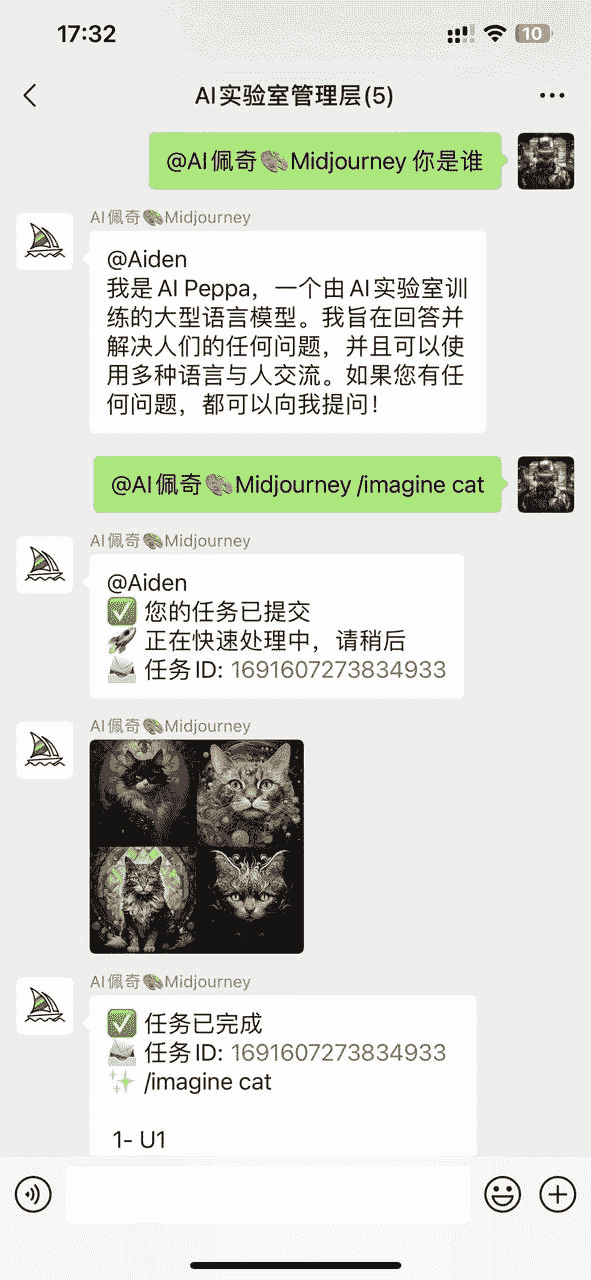 17:32
10
AI实验室管理层(5)
@AI佩奇🎨Midjourney 你是谁
AI佩奇🎨Midjourney
@Aiden
我是 AI Peppa，一个由 AI 实验室训
练的大型语言模型。我旨在回答并
解决人们的任何问题，并且可以使
用多种语言与人交流。如果您有任
何问题，都可以向我提问！
@AI佩奇🎨Midjourney /imagine cat
AI佩奇🎨Midjourney
@Aiden
✅ 您的任务已提交
🚀 正在快速处理中，请稍后
📨 任务ID: 1691607273834933
AI佩奇🎨Midjourney
AI佩奇🎨Midjourney
✅ 任务已完成
📨 任务ID: 1691607273834933
✨ /imagine cat
1- U1